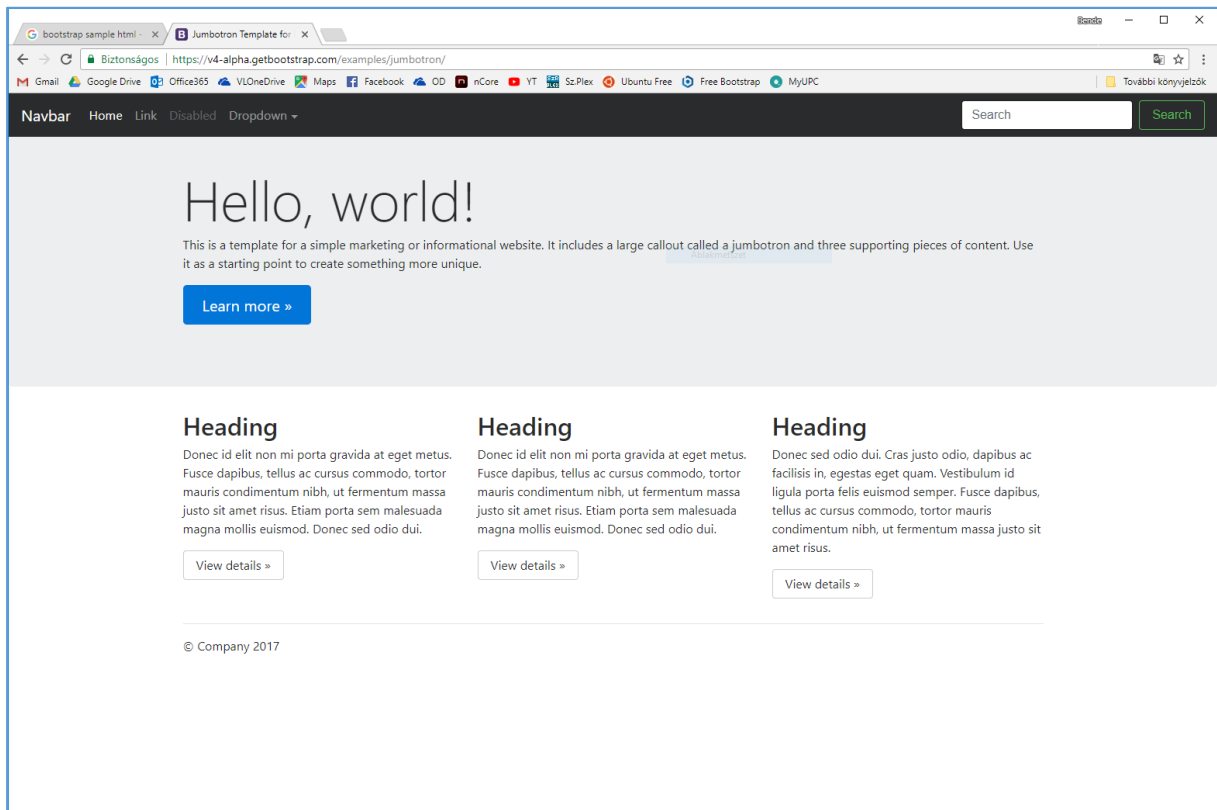 Bende
bootstrap sample html -
Jumbotron Template for
Biztonságos | https://v4-alpha.getbootstrap.com/examples/jumbotron/
Gmail Google Drive Office365 VLOneDrive Maps Facebook OD nCore YT Sz.Plex Ubuntu Free Free Bootstrap MyUPC További könyvjelzők
Navbar Home Link Disabled Dropdown Search Search
Hello, world!
This is a template for a simple marketing or informational website. It includes a large callout called a jumbotron and three supporting pieces of content. Use
it as a starting point to create something more unique.
Ablakmetszet
Learn more »
Heading
Donec id elit non mi porta gravida at eget metus.
Fusce dapibus, tellus ac cursus commodo, tortor
mauris condimentum nibh, ut fermentum massa
justo sit amet risus. Etiam porta sem malesuada
magna mollis euismod. Donec sed odio dui.
View details »
Heading
Donec id elit non mi porta gravida at eget metus.
Fusce dapibus, tellus ac cursus commodo, tortor
mauris condimentum nibh, ut fermentum massa
justo sit amet risus. Etiam porta sem malesuada
magna mollis euismod. Donec sed odio dui.
View details »
Heading
Donec sed odio dui. Cras justo odio, dapibus ac
facilisis in, egestas eget quam. Vestibulum id
ligula porta felis euismod semper. Fusce dapibus,
tellus ac cursus commodo, tortor mauris
condimentum nibh, ut fermentum massa justo sit
amet risus.
View details »
© Company 2017